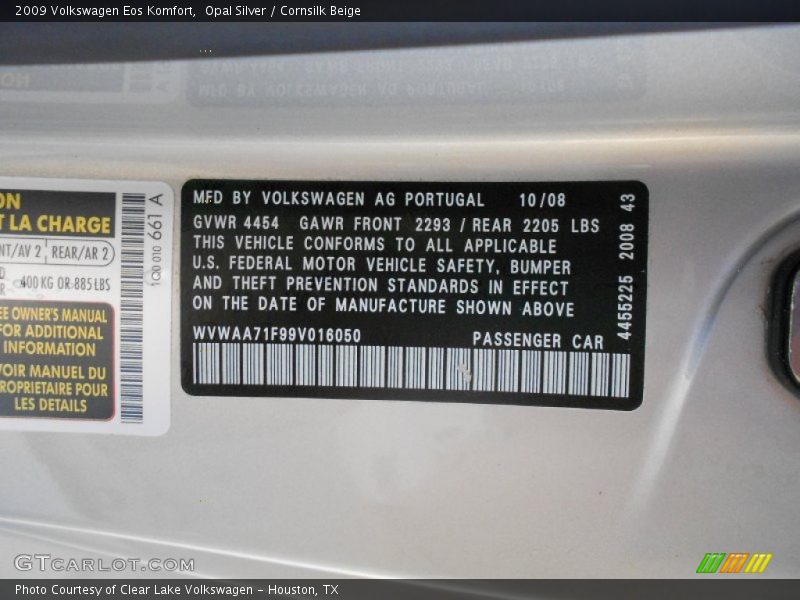 2009 Volkswagen Eos Komfort, Opal Silver / Cornsilk Beige
ON
T LA CHARGE
NT/AV 2 REAR/AR 2
400 KG OR 885 LBS
EE OWNER'S MANUAL
FOR ADDITIONAL
INFORMATION
VOIR MANUEL DU
PROPRIETAIRE POUR
LES DETAILS
1Q0 010 661 A
MFD BY VOLKSWAGEN AG PORTUGAL 10/08
GVWR 4454 GAWR FRONT 2293 / REAR 2205 LBS
THIS VEHICLE CONFORMS TO ALL APPLICABLE
U.S. FEDERAL MOTOR VEHICLE SAFETY, BUMPER
AND THEFT PREVENTION STANDARDS IN EFFECT
ON THE DATE OF MANUFACTURE SHOWN ABOVE
WVWAA71F99V016050 PASSENGER CAR
4455225 2008 43
GTCARLOT.COM
Photo Courtesy of Clear Lake Volkswagen - Houston, TX